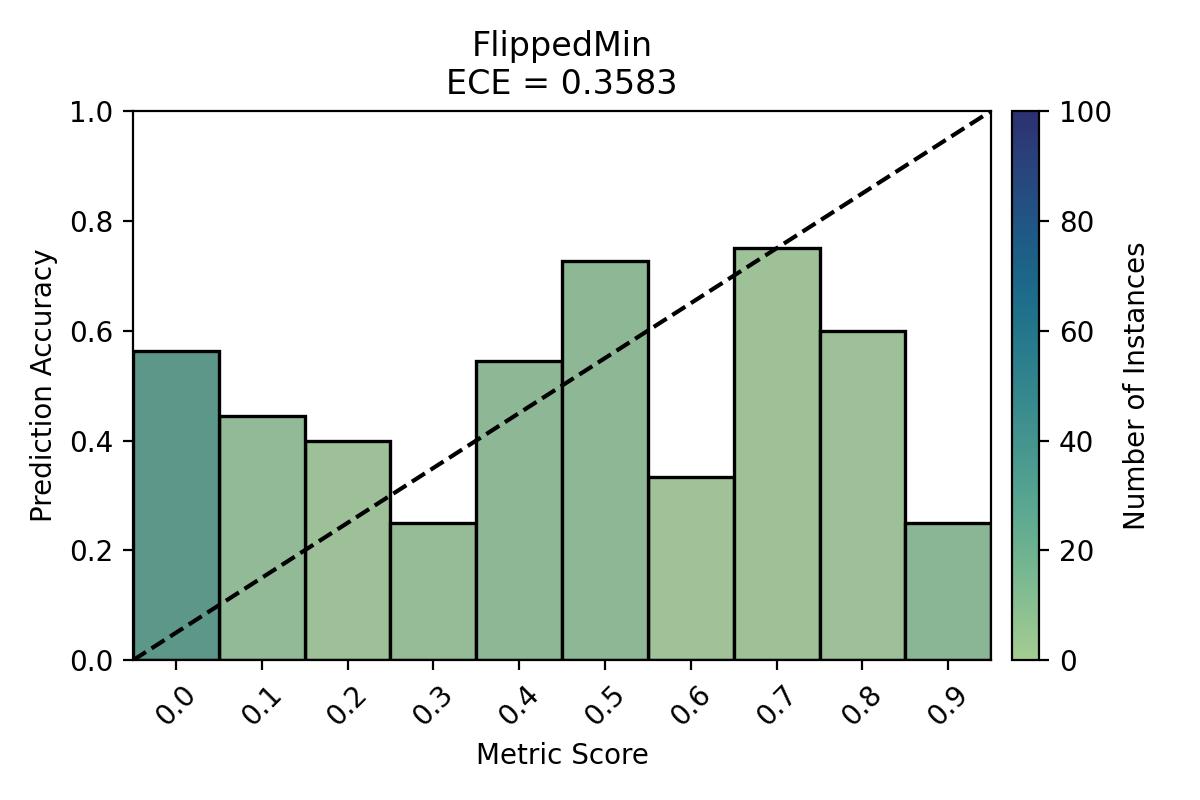 FlippedMin
ECE = 0.3583
Prediction Accuracy
1.0
0.8
0.6
0.4
0.2
0.0
0.0 0.1 0.2 0.3 0.4 0.5 0.6 0.7 0.8 0.9
Metric Score
100
80
60
40
20
0
Number of Instances